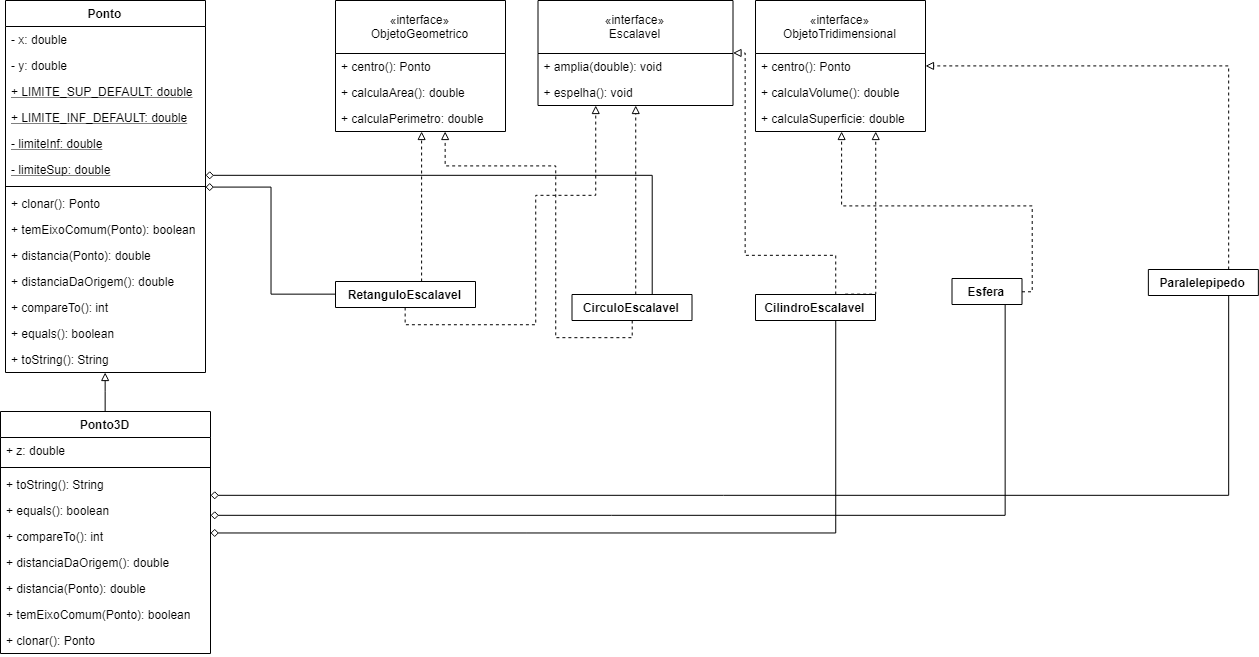 Ponto
- x: double
- y: double
+ LIMITE_SUP_DEFAULT: double
+ LIMITE_INF_DEFAULT: double
- limiteInf: double
- limiteSup: double
+ clonar(): Ponto
+ temEixoComum(Ponto): boolean
+ distancia(Ponto): double
+ distanciaDaOrigem(): double
+ compareTo(): int
+ equals(): boolean
+ toString(): String
«interface»
ObjetoGeometrico
+ centro(): Ponto
+ calculaArea(): double
+ calculaPerimetro: double
«interface»
Escalavel
+ amplia(double): void
+ espelha(): void
«interface»
ObjetoTridimensional
+ centro(): Ponto
+ calculaVolume(): double
+ calculaSuperficie: double
RetanguloEscalavel
CirculoEscalavel
CilindroEscalavel
Esfera
Paralelepipedo
Ponto3D
+ z: double
+ toString(): String
+ equals(): boolean
+ compareTo(): int
+ distanciaDaOrigem(): double
+ distancia(Ponto): double
+ temEixoComum(Ponto): boolean
+ clonar(): Ponto